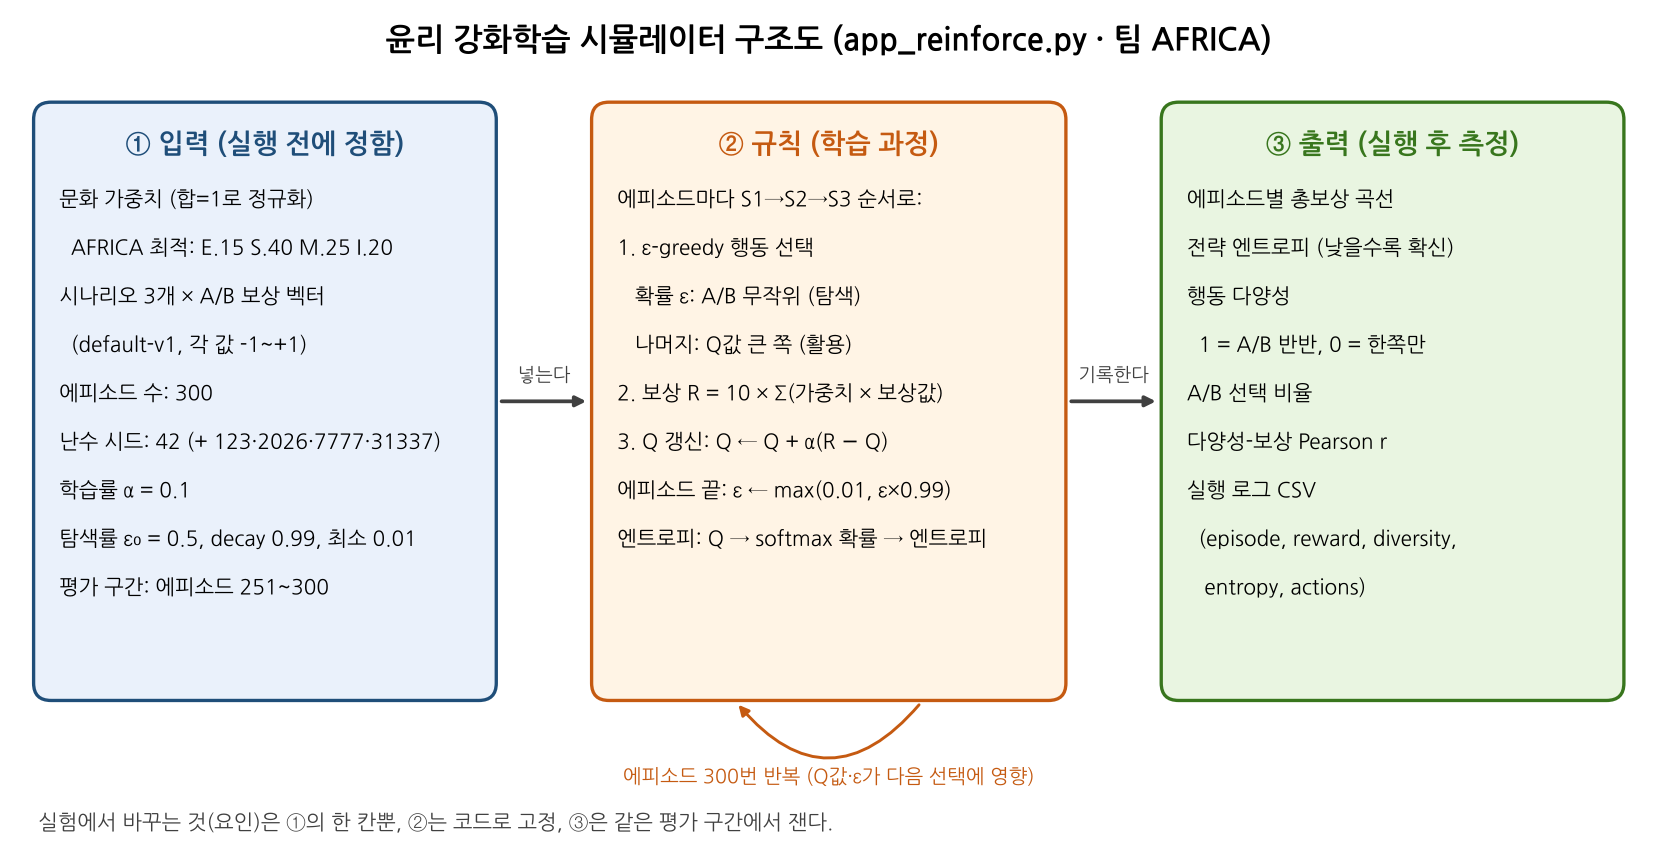 윤리 강화학습 시뮬레이터 구조도 (app_reinforce.py · 팀 AFRICA)
① 입력 (실행 전에 정함)
문화 가중치 (합=1로 정규화)
AFRICA 최적: E.15 S.40 M.25 I.20
시나리오 3개 × A/B 보상 벡터
(default-v1, 각 값 -1~+1)
에피소드 수: 300
난수 시드: 42 (+ 123·2026·7777·31337)
학습률 α = 0.1
탐색률 ε₀ = 0.5, decay 0.99, 최소 0.01
평가 구간: 에피소드 251~300
넣는다
② 규칙 (학습 과정)
에피소드마다 S1→S2→S3 순서로:
1. ε-greedy 행동 선택
확률 ε: A/B 무작위 (탐색)
나머지: Q값 큰 쪽 (활용)
2. 보상 R = 10 × Σ(가중치 × 보상값)
3. Q 갱신: Q ← Q + α(R − Q)
에피소드 끝: ε ← max(0.01, ε×0.99)
엔트로피: Q → softmax 확률 → 엔트로피
기록한다
③ 출력 (실행 후 측정)
에피소드별 총보상 곡선
전략 엔트로피 (낮을수록 확신)
행동 다양성
1 = A/B 반반, 0 = 한쪽만
A/B 선택 비율
다양성-보상 Pearson r
실행 로그 CSV
(episode, reward, diversity,
entropy, actions)
에피소드 300번 반복 (Q값·ε가 다음 선택에 영향)
실험에서 바꾸는 것(요인)은 ①의 한 칸뿐, ②는 코드로 고정, ③은 같은 평가 구간에서 잰다.